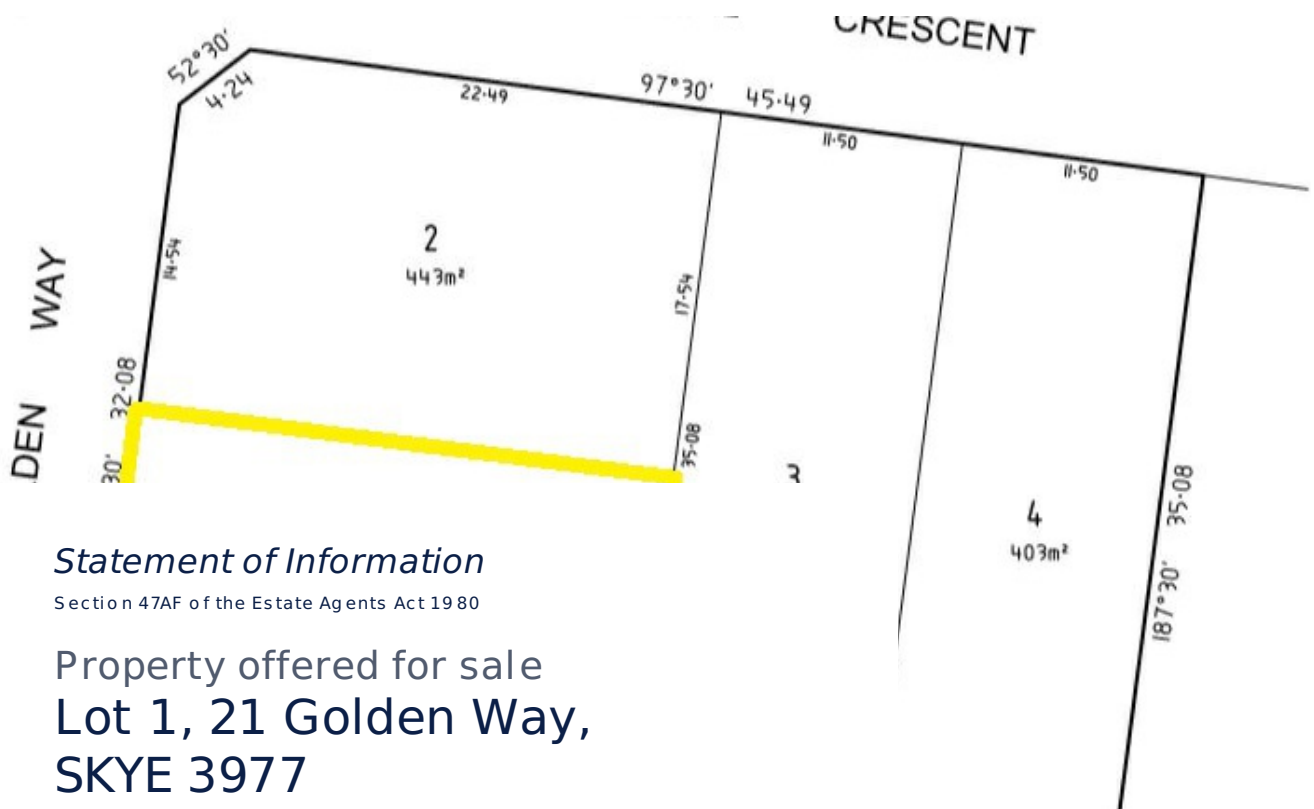 CRESCENT
52°30'
4·24
22·49
97°30' 45·49
11·50
11·50
2
443m²
14·54
17·54
WAY
32·08
35·08
DEN
30'
3
4
403m²
35·08
187°30'
Statement of Information
Section 47AF of the Estate Agents Act 1980
Property offered for sale
Lot 1, 21 Golden Way,
SKYE 3977